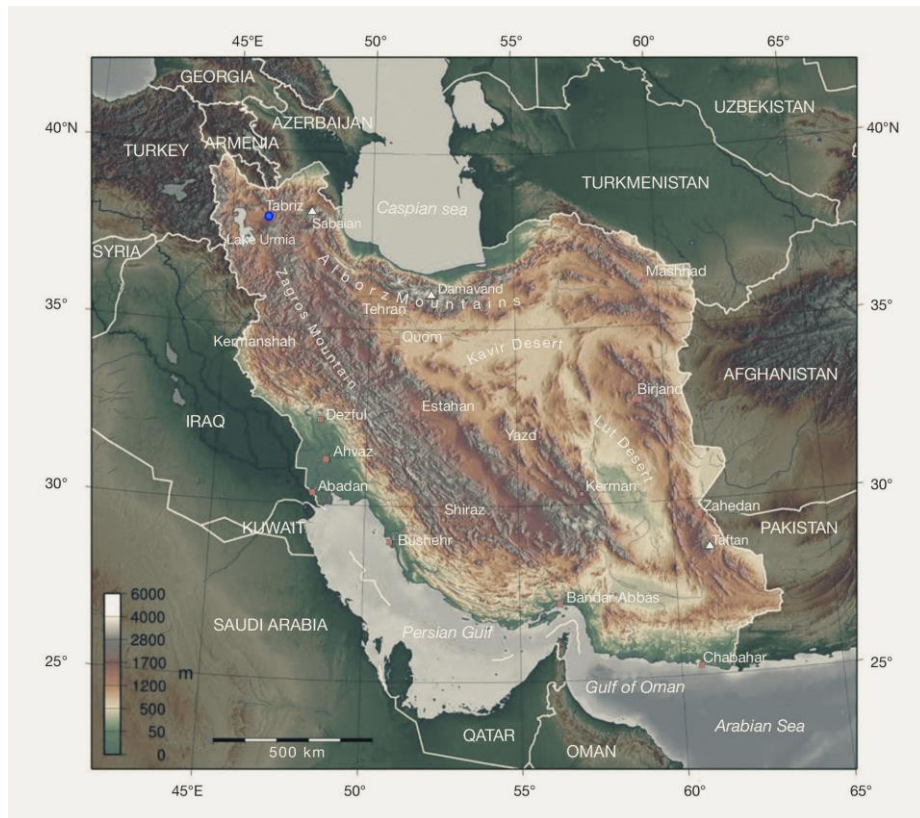 45°E 50° 55° 60° 65°
GEORGIA
UZBEKISTAN
40°N
AZERBAIJAN
40°N
ARMENIA
TURKEY
TURKMENISTAN
Tabriz
Caspian sea
Sabalan
Lake Urmia
SYRIA
Mashhad
Alborz Mountains
Damavand
Zagros Mountain
35°
Tehran
35°
Quom
Kermanshah
Kavir Desert
AFGHANISTAN
Birjand
Estahan
Dezful
IRAQ
Yazd
Lut Desert
Ahvaz
30°
Abadan
Kerman
30°
Shiraz
Zahedan
KUWAIT
PAKISTAN
Bushehr
Taftan
6000
4000
2800
1700
1200
500
50
0
m
Bandar Abbas
SAUDI ARABIA
Persian Gulf
25°
Chabahar
25°
Gulf of Oman
Arabian Sea
QATAR
500 km
OMAN
45°E 50° 55° 60° 65°